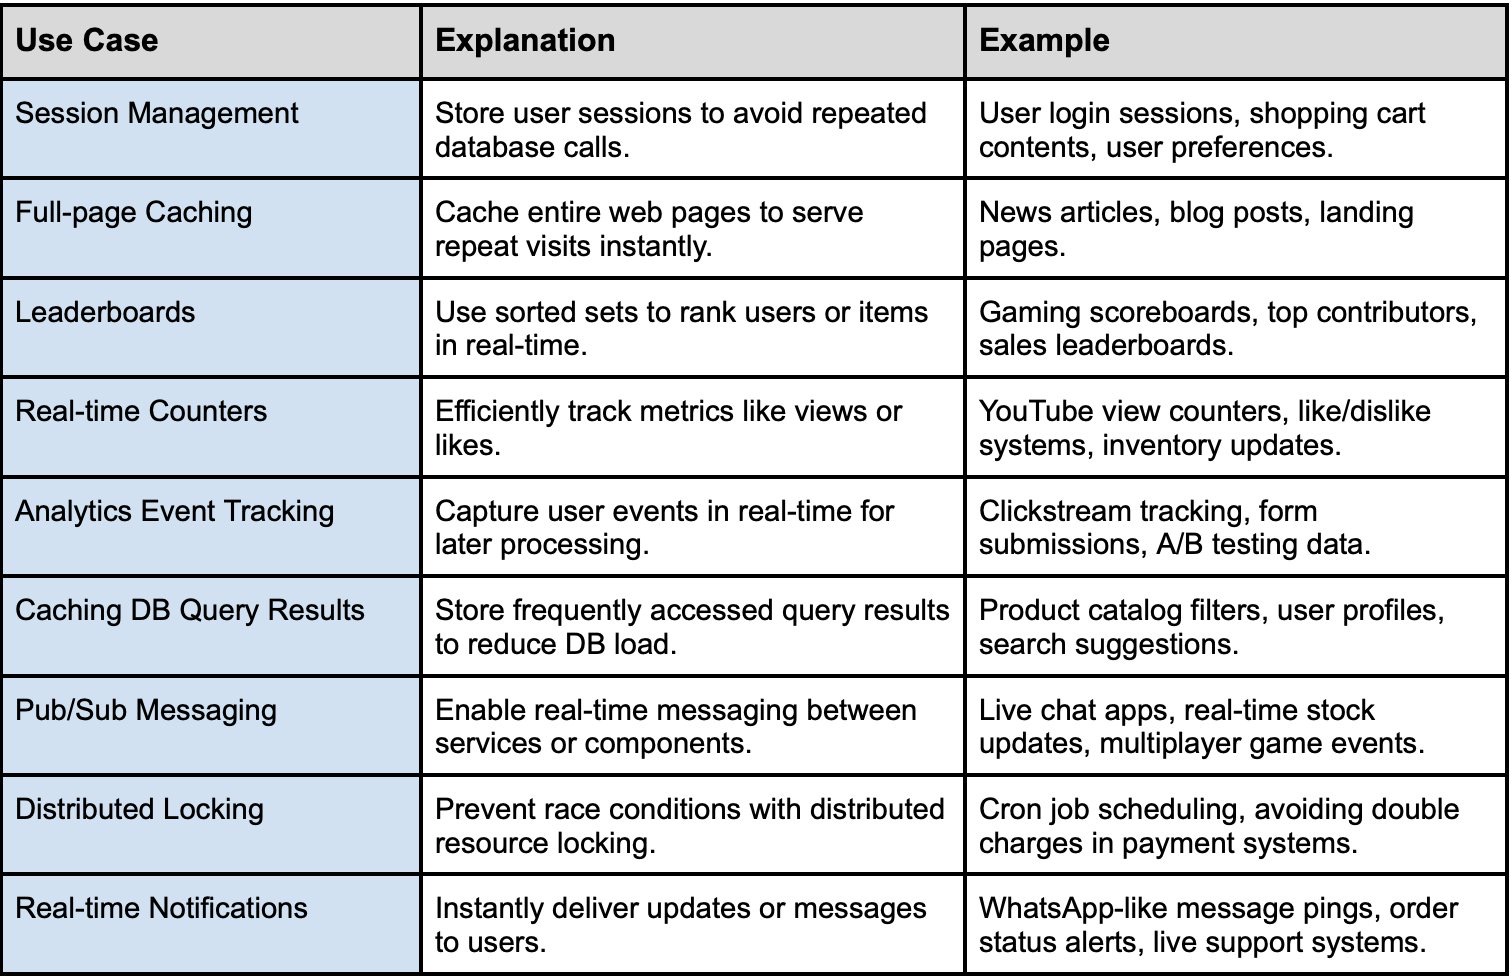 Use Case
Explanation
Example
Session Management
Store user sessions to avoid repeated
database calls.
User login sessions, shopping cart
contents, user preferences.
Full-page Caching
Cache entire web pages to serve
repeat visits instantly.
News articles, blog posts, landing
pages.
Leaderboards
Use sorted sets to rank users or items
in real-time.
Gaming scoreboards, top contributors,
sales leaderboards.
Real-time Counters
Efficiently track metrics like views or
likes.
YouTube view counters, like/dislike
systems, inventory updates.
Analytics Event Tracking
Capture user events in real-time for
later processing.
Clickstream tracking, form
submissions, A/B testing data.
Caching DB Query Results
Store frequently accessed query results
to reduce DB load.
Product catalog filters, user profiles,
search suggestions.
Pub/Sub Messaging
Enable real-time messaging between
services or components.
Live chat apps, real-time stock
updates, multiplayer game events.
Distributed Locking
Prevent race conditions with distributed
resource locking.
Cron job scheduling, avoiding double
charges in payment systems.
Real-time Notifications
Instantly deliver updates or messages
to users.
WhatsApp-like message pings, order
status alerts, live support systems.